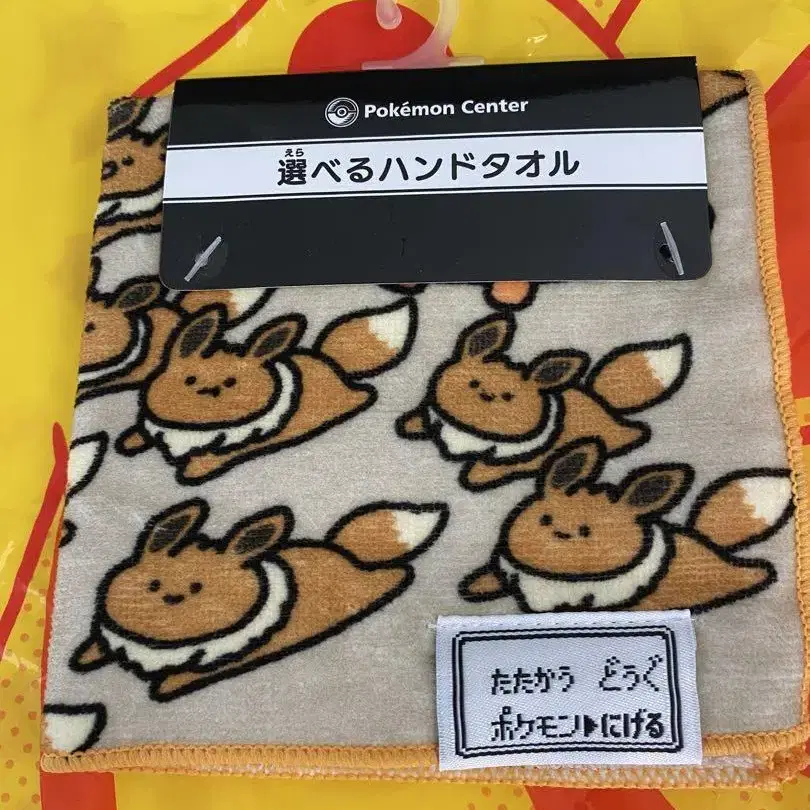 Pokémon Center
えら
選べるハンドタオル
たたかう どうぐ
ポケモン▶にげる